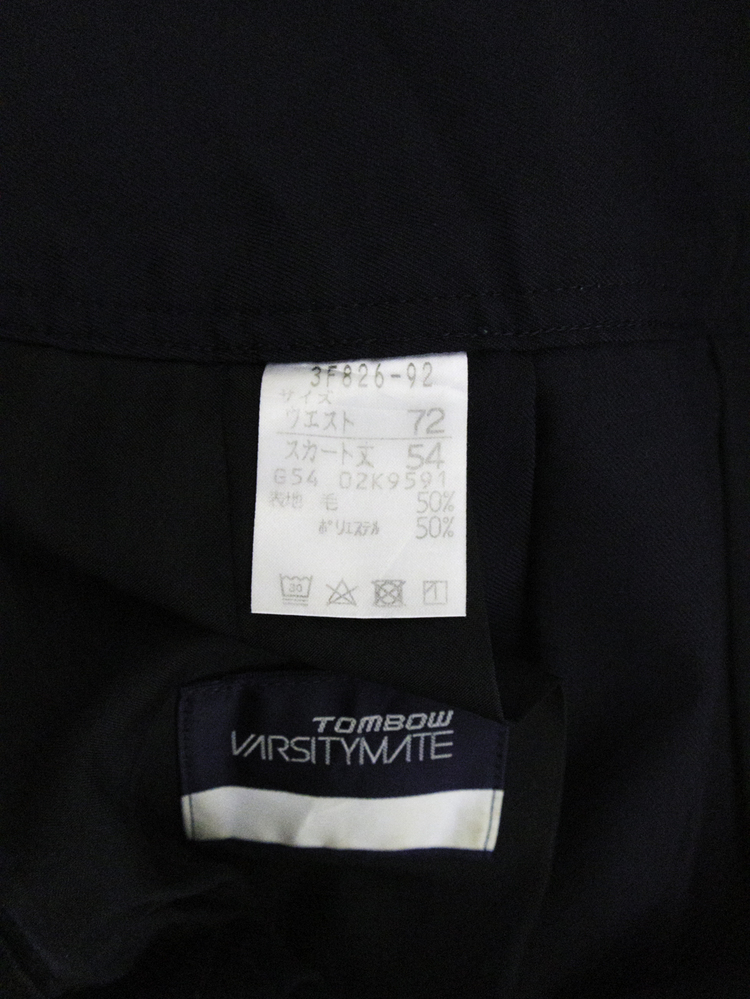 3F826-92
サイズ
ウエスト 72
スカート丈 54
G54 02K9591
表地 毛 50%
ポリエステル 50%
30
TOMBOW
VARSITYMATE